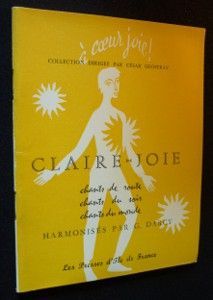 à cœur joie!
COLLECTION DIRIGÉE PAR CÉSAR GEOFFRAY
CLAIRE-JOIE
chants de route
chants du soir
chants du monde
HARMONISÉS PAR G. DARCY
Les Presses d'Ile de France